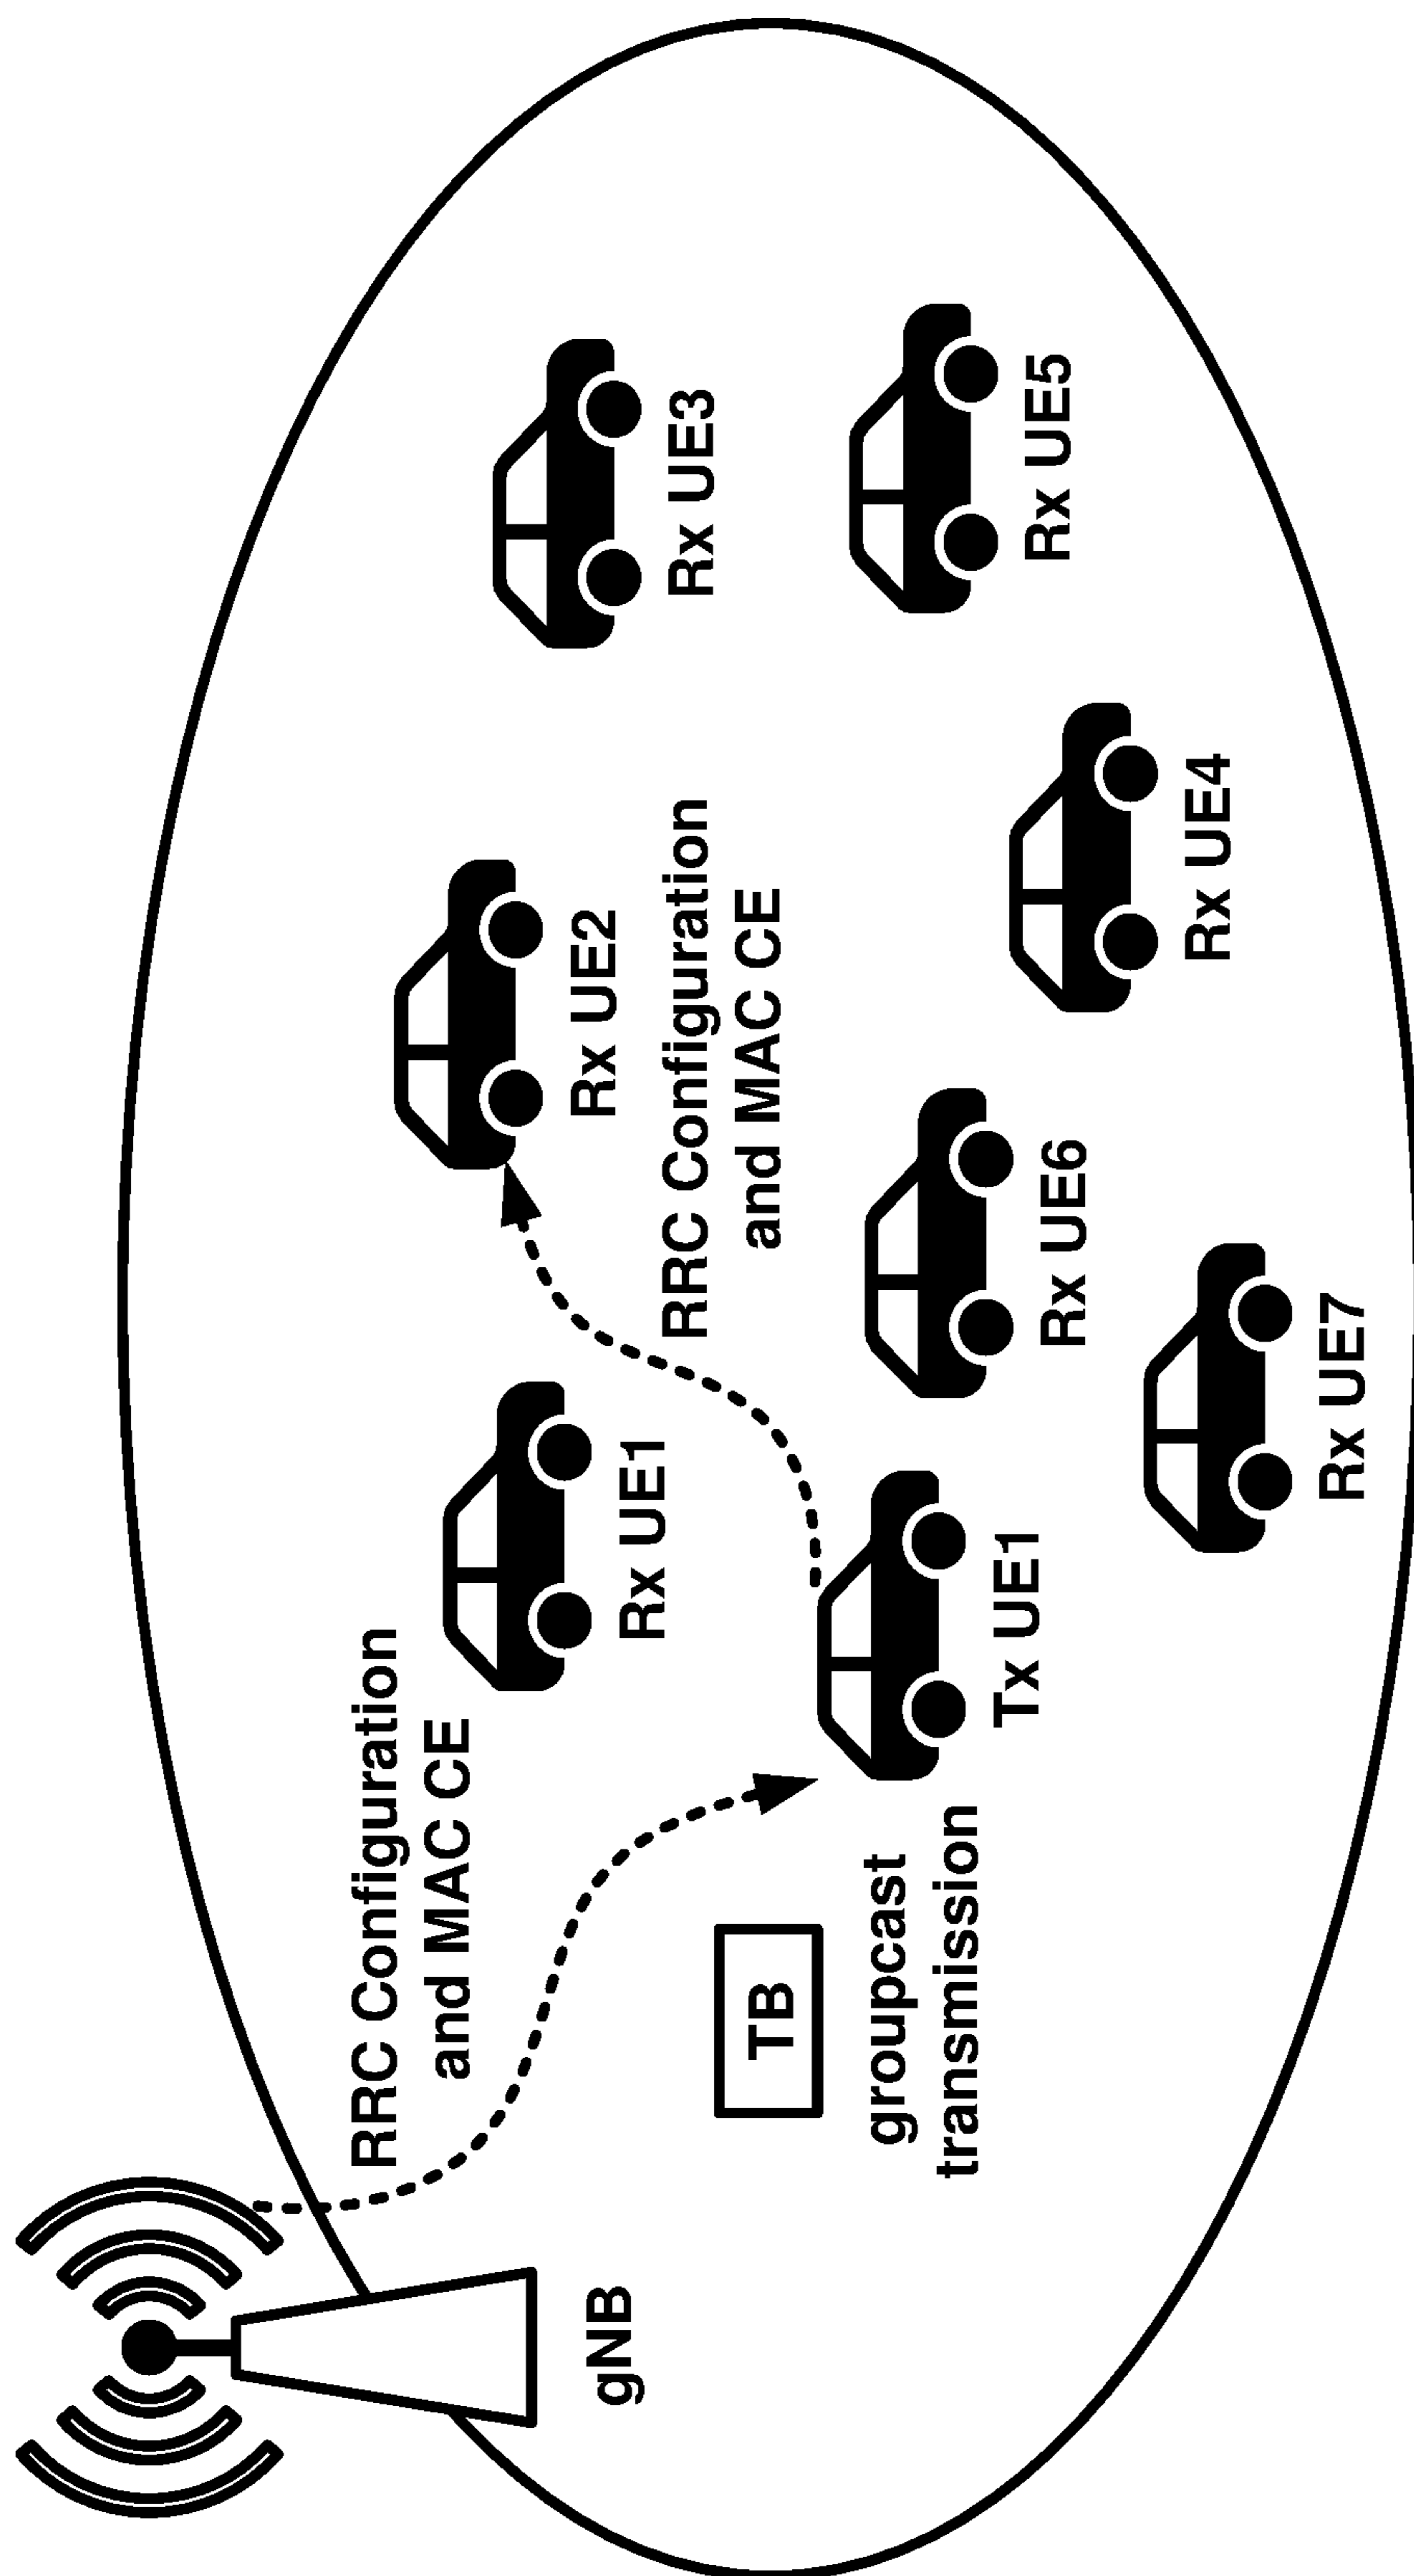 gNB
RRC Configuration
and MAC CE
TB
groupcast
transmission
Rx UE1
Tx UE1
Rx UE2
RRC Configuration
and MAC CE
Rx UE6
Rx UE7
Rx UE3
Rx UE4
Rx UE5